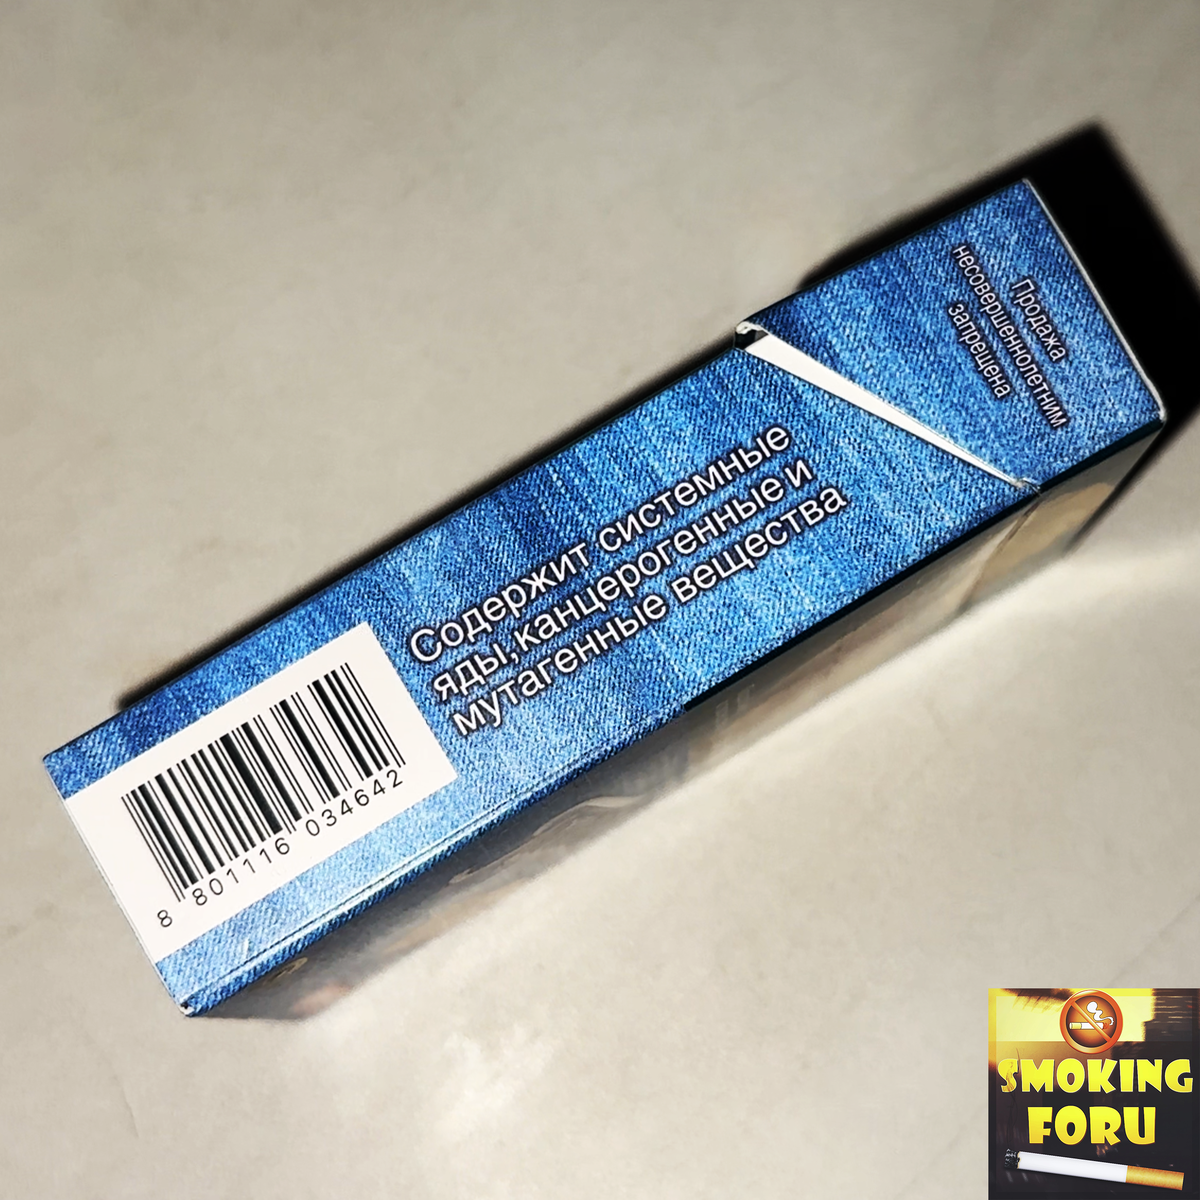 Продажа
несовершеннолетним
запрещена
Содержит системные
яды,канцерогенные и
мутагенные вещества
8 801116 034642
SMOKING
FORU